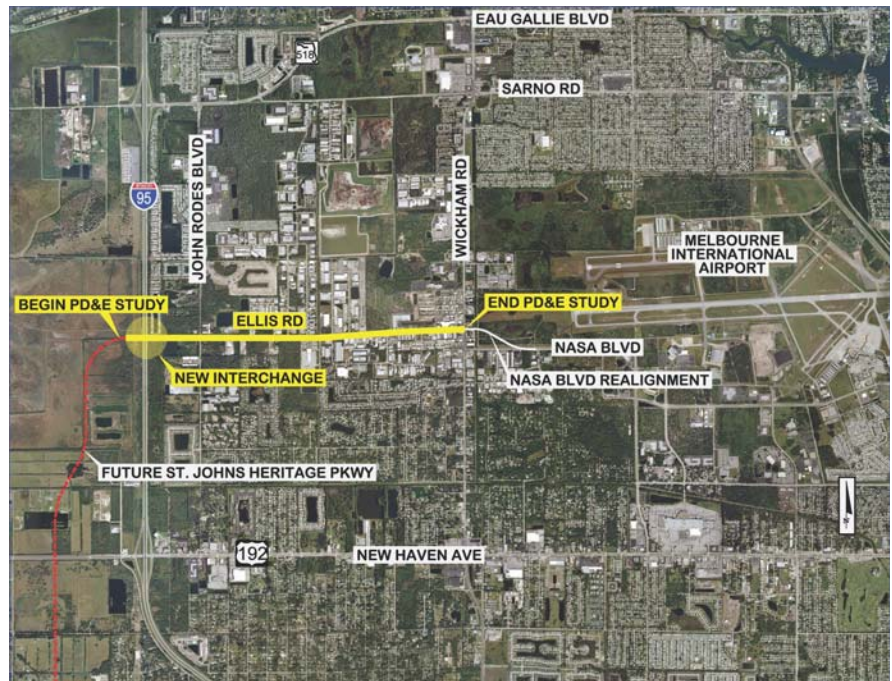 EAU GALLIE BLVD
518
SARNO RD
JOHN RODES BLVD
WICKHAM RD
95
MELBOURNE
INTERNATIONAL
AIRPORT
BEGIN PD&E STUDY
END PD&E STUDY
ELLIS RD
NASA BLVD
NEW INTERCHANGE
NASA BLVD REALIGNMENT
FUTURE ST. JOHNS HERITAGE PKWY
N
192
NEW HAVEN AVE